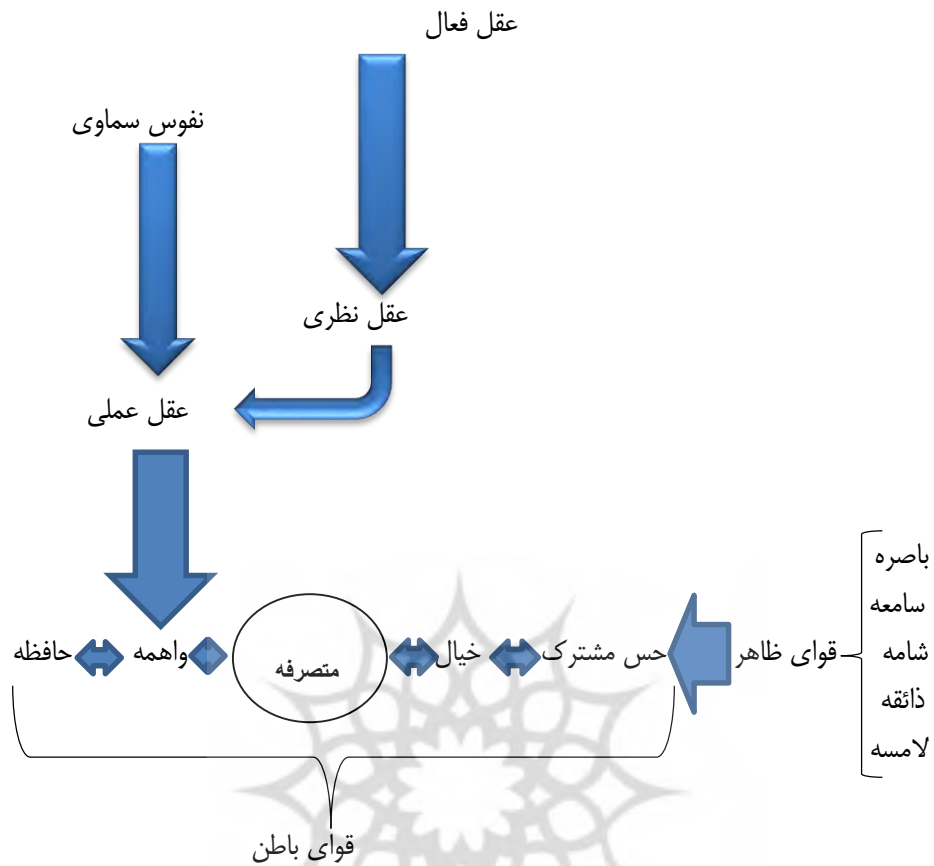 عقل فعال
نفوس سماوی
عقل نظری
عقل عملی
باصره
سامعه
شامه
ذائقه
لامسه
قوای ظاهر
حس مشترک
خیال
متصرفه
واهمه
حافظه
قوای باطن